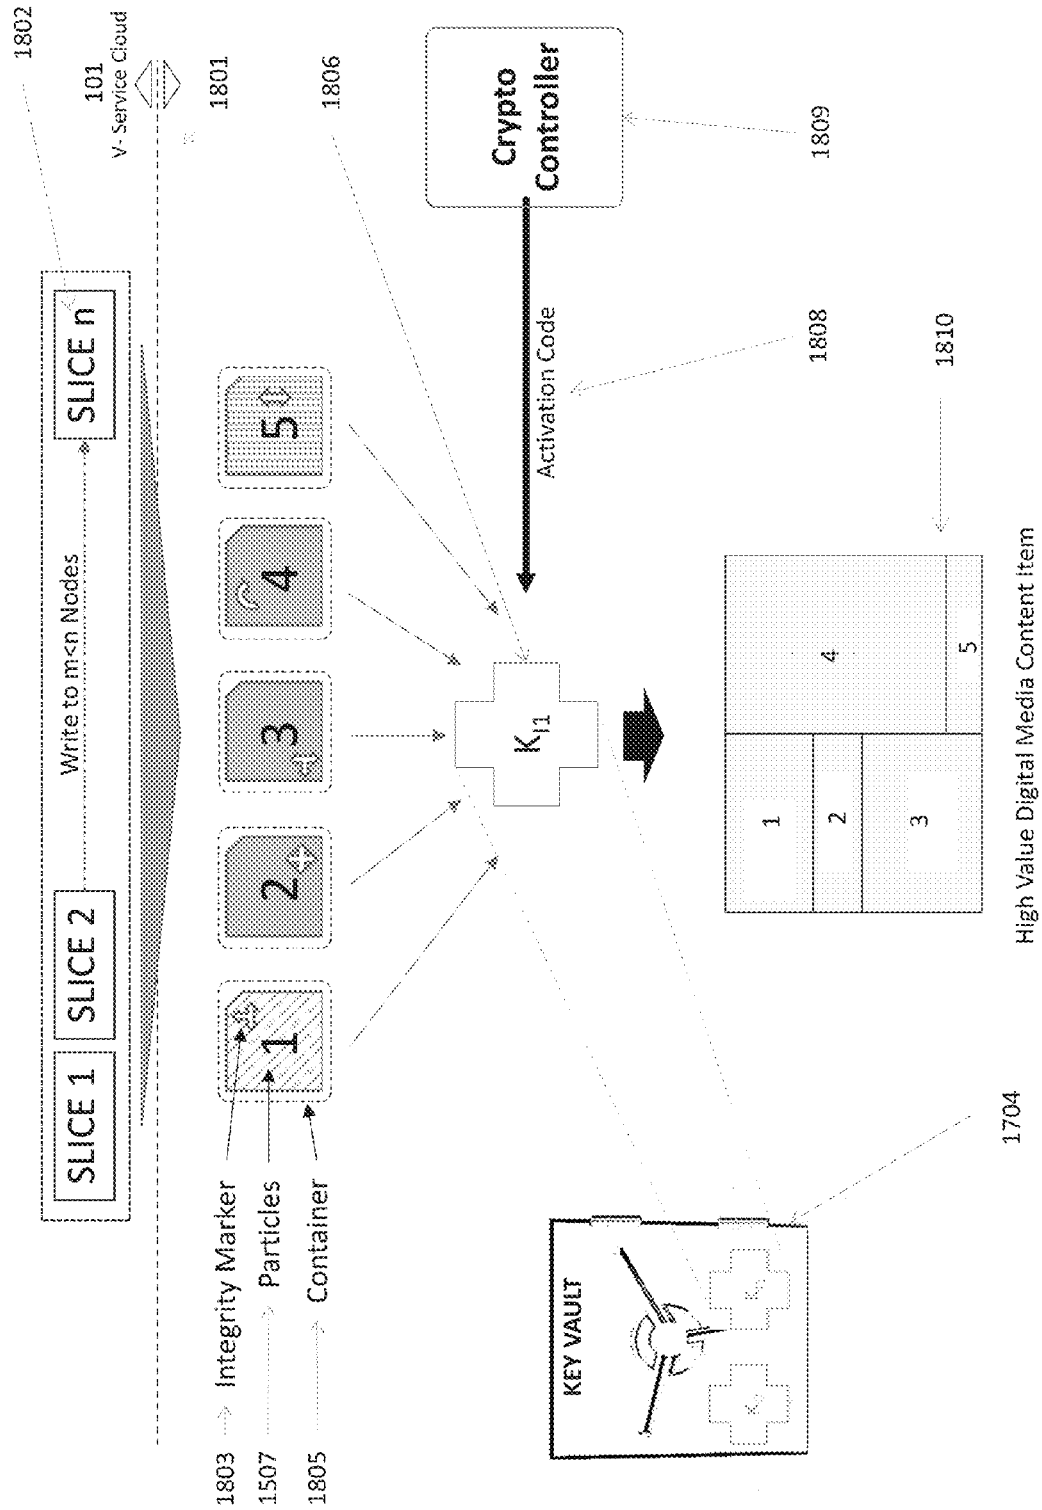 1802
SLICE 1
SLICE 2
Write to m<n Nodes
SLICE n
101
V- Service Cloud
1801
1803
Integrity Marker
1507
Particles
1805
Container
1
2
3
4
5
1806
KEY VAULT
K I1
Crypto
Controller
Activation Code
1809
1808
1
2
3
4
5
1810
High Value Digital Media Content Item
1704